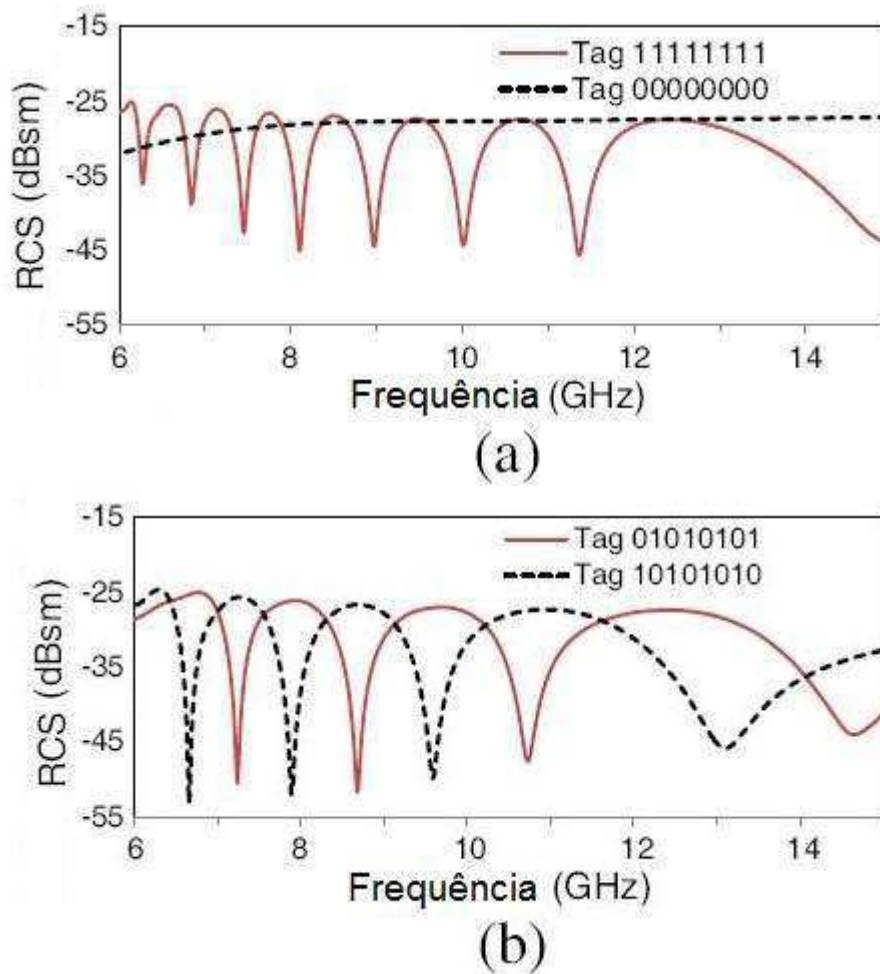 -15
-25
-35
-45
-55
RCS (dBsm)
Tag 11111111
Tag 00000000
6 8 10 12 14
Frequência (GHz)
(a)
-15
-25
-35
-45
-55
RCS (dBsm)
Tag 01010101
Tag 10101010
6 8 10 12 14
Frequência (GHz)
(b)